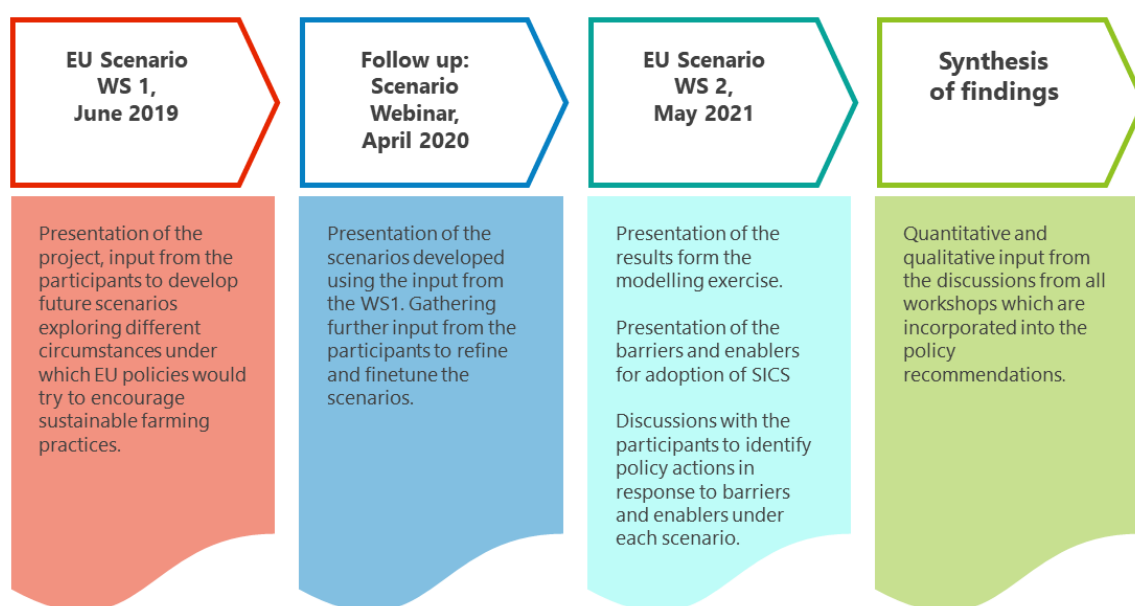 EU Scenario
WS 1,
June 2019
Presentation of the
project, input from the
participants to develop
future scenarios
exploring different
circumstances under
which EU policies would
try to encourage
sustainable farming
practices.
Follow up:
Scenario
Webinar,
April 2020
Presentation of the
scenarios developed
using the input from
the WS1. Gathering
further input from the
participants to refine
and finetune the
scenarios.
EU Scenario
WS 2,
May 2021
Presentation of the
results form the
modelling exercise.
Presentation of the
barriers and enablers
for adoption of SICS
Discussions with the
participants to identify
policy actions in
response to barriers
and enablers under
each scenario.
Synthesis
of findings
Quantitative and
qualitative input from
the discussions from all
workshops which are
incorporated into the
policy
recommendations.